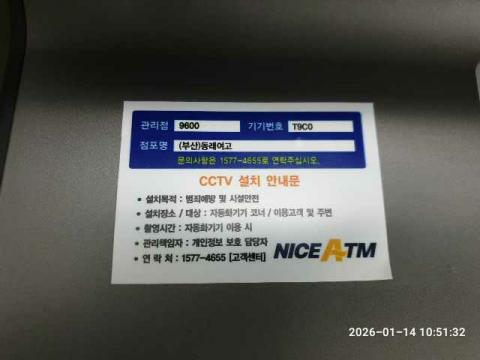 관리점 9600 기기번호 T9C0
점포명 (부산)동래여고
문의사항은 1577-4655로 연락주십시오.
CCTV 설치 안내문
• 설치목적 : 범죄예방 및 시설안전
• 설치장소 / 대상 : 자동화기기 코너 / 이용고객 및 주변
• 촬영시간 : 자동화기기 이용 시
• 관리책임자 : 개인정보 보호 담당자
• 연 락 처 : 1577-4655 [고객센터]
NICE ATM
2026-01-14 10:51:32